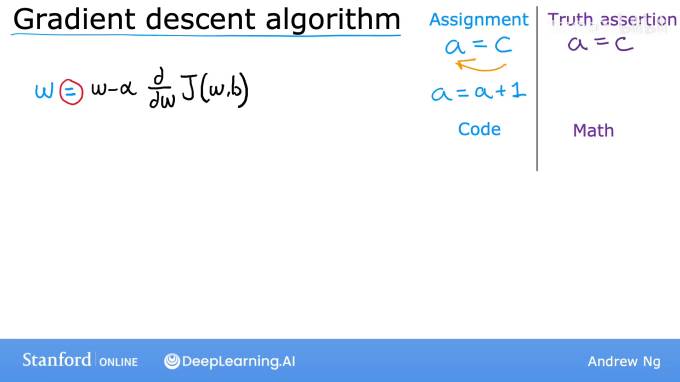 Gradient descent algorithm
w = w - α d/dw J(w,b)
Assignment
a = c
a = a + 1
Code
Truth assertion
a = c
Math
Stanford ONLINE
DeepLearning.AI
Andrew Ng